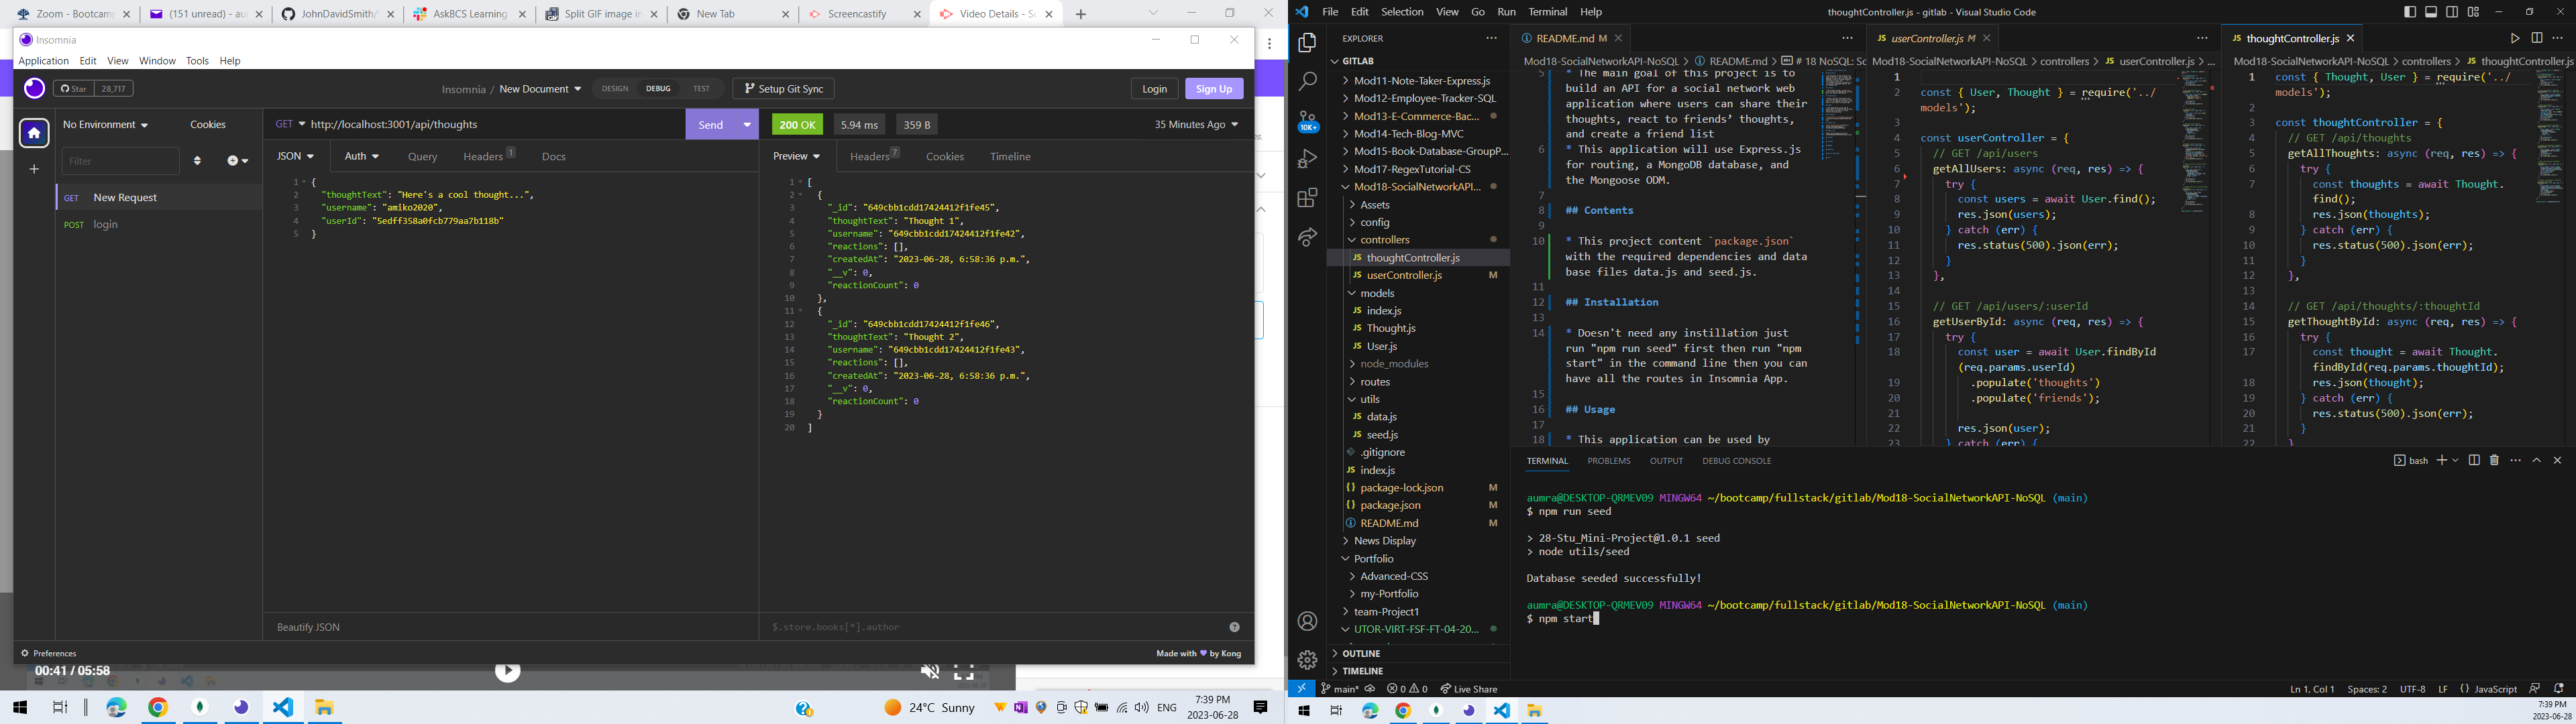 Zoom - Bootcamp
(151 unread) - au
JohnDavidSmith/
AskBCS Learning
Split GIF image in
New Tab
Screencastify
Video Details - Sc
Insomnia
Application Edit View Window Tools Help
Star 28,717
Insomnia / New Document
DESIGN DEBUG TEST
Setup Git Sync
Login Sign Up
No Environment Cookies
Filter
GET New Request
POST login
GET http://localhost:3001/api/thoughts Send
200 OK 5.94 ms 359 B 35 Minutes Ago
JSON Auth Query Headers 1 Docs
1 {
2 "thoughtText": "Here's a cool thought...",
3 "username": "amiko2020",
4 "userId": "5edff358a0fcb779aa7b118b"
5 }
Beautify JSON
Preview Headers 7 Cookies Timeline
1 [
2 {
3 "_id": "649cbb1cdd17424412f1fe45",
4 "thoughtText": "Thought 1",
5 "username": "649cbb1cdd17424412f1fe42",
6 "reactions": [],
7 "createdAt": "2023-06-28, 6:58:36 p.m.",
8 "__v": 0,
9 "reactionCount": 0
10 },
11 {
12 "_id": "649cbb1cdd17424412f1fe46",
13 "thoughtText": "Thought 2",
14 "username": "649cbb1cdd17424412f1fe43",
15 "reactions": [],
16 "createdAt": "2023-06-28, 6:58:36 p.m.",
17 "__v": 0,
18 "reactionCount": 0
19 }
20 ]
$.store.books[*].author
Preferences
Made with by Kong
00:41 / 05:58
24°C Sunny
ENG
7:39 PM
2023-06-28
File Edit Selection View Go Run Terminal Help
thoughtController.js - gitlab - Visual Studio Code
10K+
EXPLORER
GITLAB
Mod11-Note-Taker-Express.js
Mod12-Employee-Tracker-SQL
Mod13-E-Commerce-Bac...
Mod14-Tech-Blog-MVC
Mod15-Book-Database-GroupP...
Mod17-RegexTutorial-CS
Mod18-SocialNetworkAPI...
Assets
config
controllers
JS thoughtController.js
JS userController.js M
models
JS index.js
JS Thought.js
JS User.js
node_modules
routes
utils
JS data.js
JS seed.js
.gitignore
JS index.js
{} package-lock.json M
{} package.json M
README.md M
News Display
Portfolio
Advanced-CSS
my-Portfolio
team-Project1
UTOR-VIRT-FSF-FT-04-20...
OUTLINE
TIMELINE
README.md M
Mod18-SocialNetworkAPI-NoSQL > README.md > # 18 NoSQL: Sc
5 * The main goal of this project is to
build an API for a social network web
application where users can share their
thoughts, react to friends’ thoughts,
and create a friend list
6 * This application will use Express.js
for routing, a MongoDB database, and
the Mongoose ODM.
7
8 ## Contents
9
10 * This project content `package.json`
with the required dependencies and data
base files data.js and seed.js.
11
12 ## Installation
13
14 * Doesn't need any instillation just
run "npm run seed" first then run "npm
start" in the command line then you can
have all the routes in Insomnia App.
15
16 ## Usage
17
18 * This application can be used by
JS userController.js M
Mod18-SocialNetworkAPI-NoSQL > controllers > JS userController.js > ...
1
2 const { User, Thought } = require('../
models');
3
4 const userController = {
5 // GET /api/users
6 getAllUsers: async (req, res) => {
7 try {
8 const users = await User.find();
9 res.json(users);
10 } catch (err) {
11 res.status(500).json(err);
12 }
13 },
14
15 // GET /api/users/:userId
16 getUserById: async (req, res) => {
17 try {
18 const user = await User.findById
(req.params.userId)
19 .populate('thoughts')
20 .populate('friends');
21
22 res.json(user);
23 } catch (err) {
JS thoughtController.js
Mod18-SocialNetworkAPI-NoSQL > controllers > JS thoughtController.js
1 const { Thought, User } = require('../
models');
2
3 const thoughtController = {
4 // GET /api/thoughts
5 getAllThoughts: async (req, res) => {
6 try {
7 const thoughts = await Thought.
find();
8 res.json(thoughts);
9 } catch (err) {
10 res.status(500).json(err);
11 }
12 },
13
14 // GET /api/thoughts/:thoughtId
15 getThoughtById: async (req, res) => {
16 try {
17 const thought = await Thought.
findById(req.params.thoughtId);
18 res.json(thought);
19 } catch (err) {
20 res.status(500).json(err);
21 }
22 }
TERMINAL PROBLEMS OUTPUT DEBUG CONSOLE
bash
aumra@DESKTOP-QRMEV09 MINGW64 ~/bootcamp/fullstack/gitlab/Mod18-SocialNetworkAPI-NoSQL (main)
$ npm run seed
> 28-Stu_Mini-Project@1.0.1 seed
> node utils/seed
Database seeded successfully!
aumra@DESKTOP-QRMEV09 MINGW64 ~/bootcamp/fullstack/gitlab/Mod18-SocialNetworkAPI-NoSQL (main)
$ npm start
main* 0 0 Live Share
Ln 1, Col 1 Spaces: 2 UTF-8 LF {} JavaScript
7:39 PM
2023-06-28